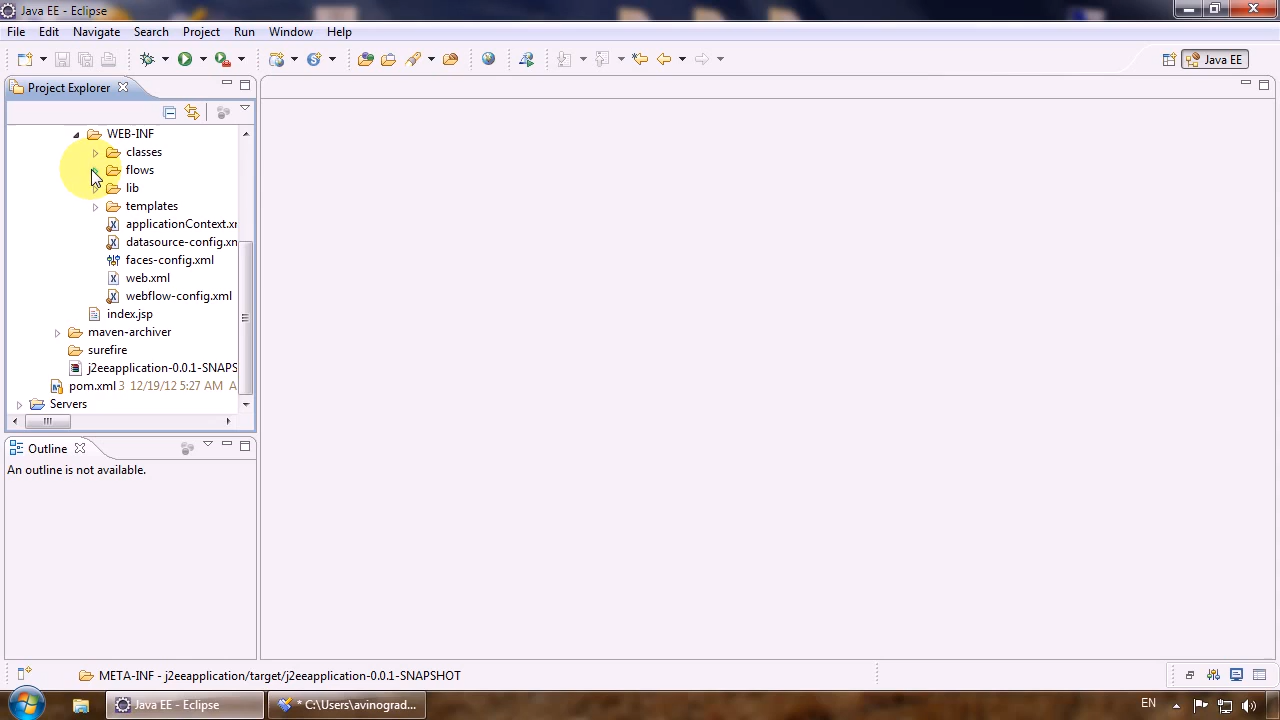 Java EE - Eclipse
File Edit Navigate Search Project Run Window Help
Java EE
Project Explorer
WEB-INF
classes
flows
lib
templates
applicationContext.xm
datasource-config.xm
faces-config.xml
web.xml
webflow-config.xml
index.jsp
maven-archiver
surefire
j2eeapplication-0.0.1-SNAPS
pom.xml 3 12/19/12 5:27 AM A
Servers
Outline
An outline is not available.
META-INF - j2eeapplication/target/j2eeapplication-0.0.1-SNAPSHOT
Java EE - Eclipse
* C:\Users\avinograd...
EN